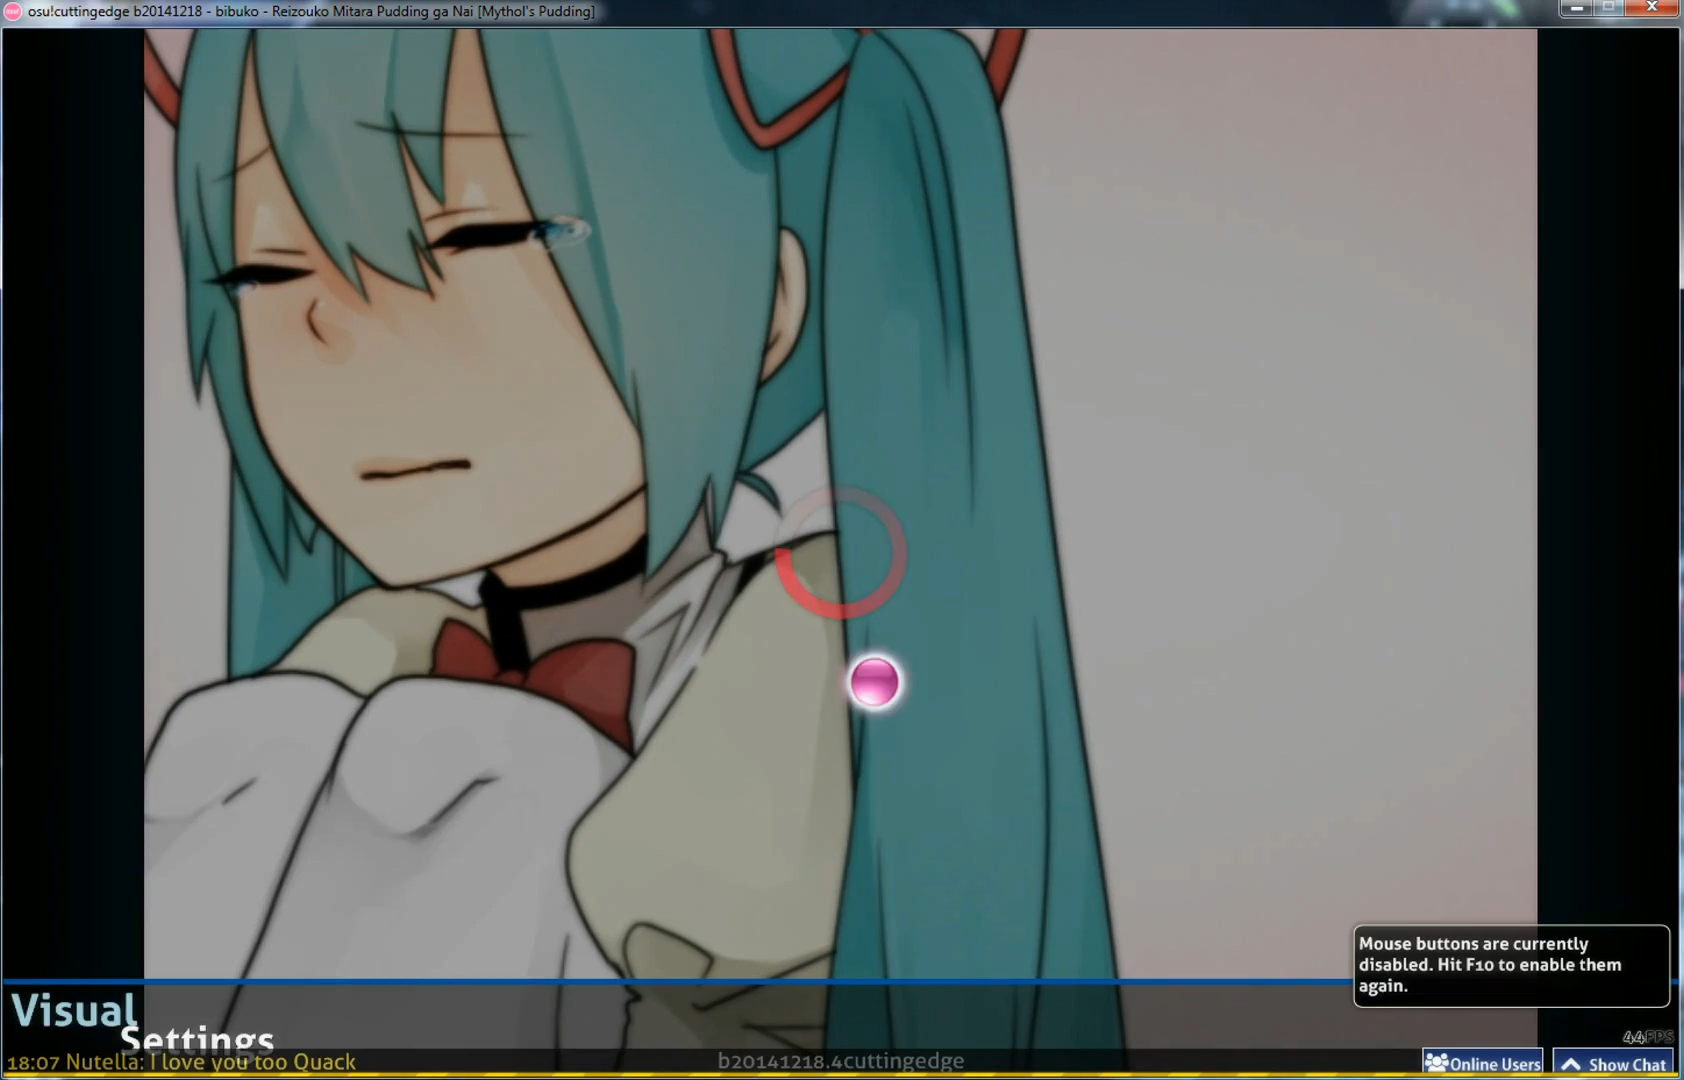 osu!cuttingedge b20141218 - bibuko - Reizouko Mitara Pudding ga Nai [Mythol's Pudding]
Mouse buttons are currently
disabled. Hit F10 to enable them
again.
Visual
Settings
44FPS
18:07 Nutella: I love you too Quack
b20141218.4cuttingedge
Online Users
Show Chat